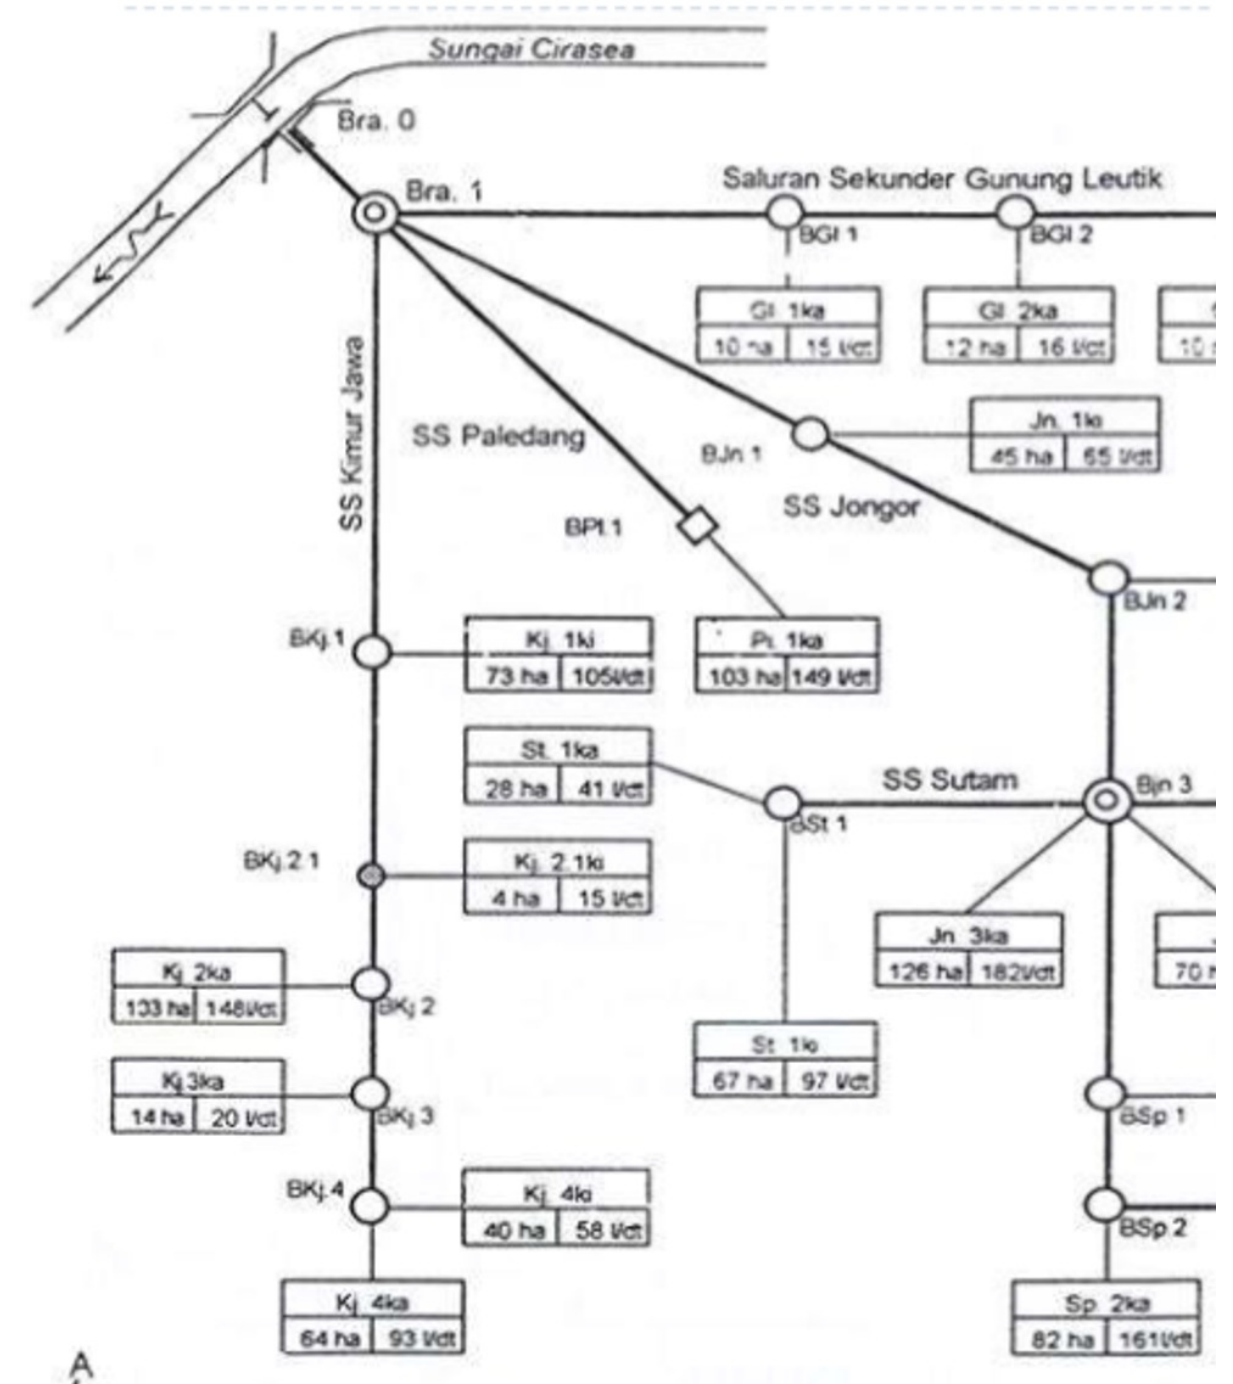 Sungai Cirasea
Bra. 0
Bra. 1
Saluran Sekunder Gunung Leutik
BGl 1
BGl 2
Gl 1ka
10 ha 15 l/dt
Gl 2ka
12 ha 16 l/dt
10
SS Kimur Jawa
SS Paledang
BJn 1
Jn. 1ki
45 ha 65 l/dt
SS Jongor
BPl.1
BJn 2
BKj.1
Kj 1ki
73 ha 105l/dt
Pl. 1ka
103 ha 149 l/dt
St. 1ka
28 ha 41 l/dt
SS Sutam
Bjn 3
BSt 1
BKj.2.1
Kj. 2.1ki
4 ha 15 l/dt
Jn 3ka
126 ha 182l/dt
70
Kj 2ka
ha 148l/dt
BKj 2
St 1ki
67 ha 97 l/dt
Kj.3ka
14 ha 20 l/dt
BKj.3
BSp 1
BKj.4
Kj. 4ki
40 ha 58 l/dt
BSp.2
Kj. 4ka
64 ha 93 l/dt
Sp 2ka
82 ha 161l/dt
A